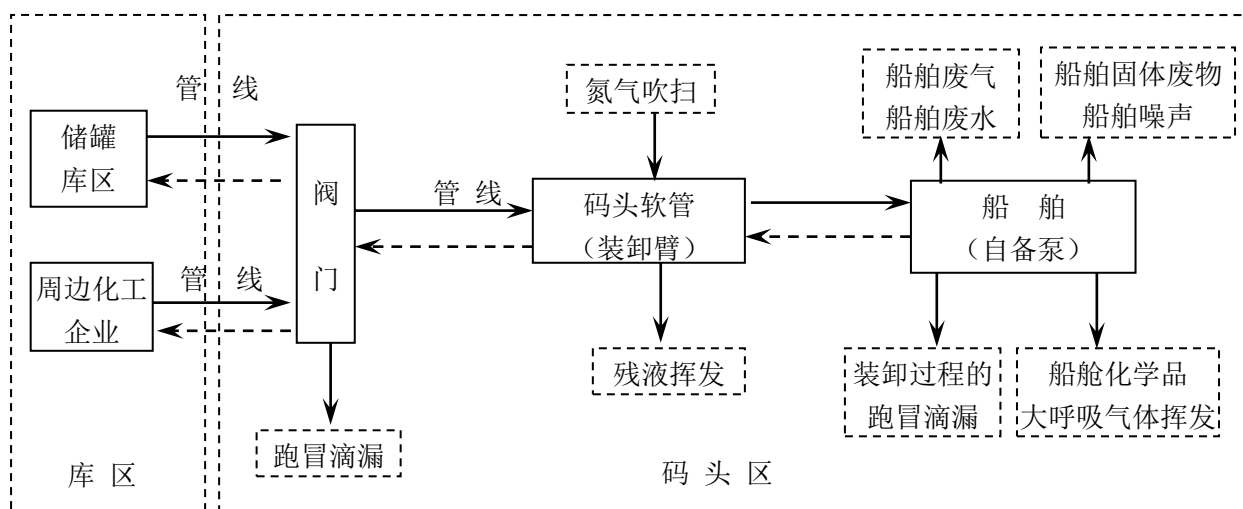 管 线
储罐
库区
周边化工
企业
管 线
阀
门
跑冒滴漏
库 区
管 线
氮气吹扫
码头软管
(装卸臂)
残液挥发
船舶废气
船舶废水
船舶固体废物
船舶噪声
船 舶
(自备泵)
装卸过程的
跑冒滴漏
船舱化学品
大呼吸气体挥发
码 头 区